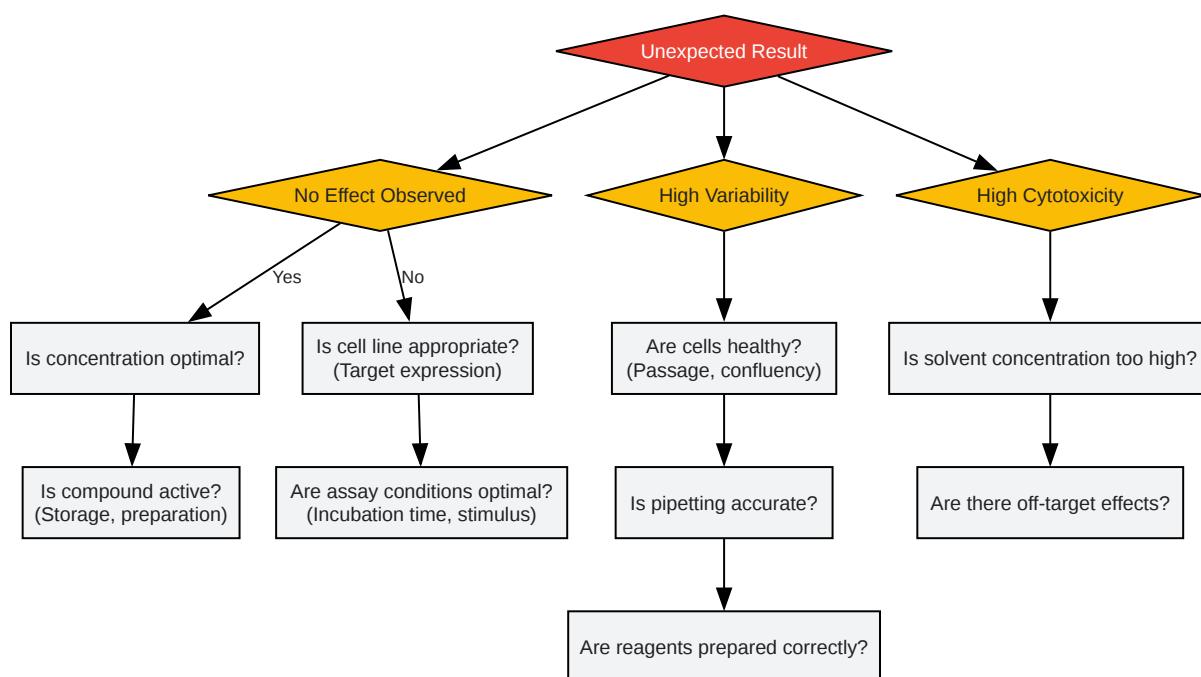 Unexpected Result
No Effect Observed
High Variability
High Cytotoxicity
Yes
No
Is concentration optimal?
Is cell line appropriate?
(Target expression)
Are cells healthy?
(Passage, confluency)
Is solvent concentration too high?
Is compound active?
(Storage, preparation)
Are assay conditions optimal?
(Incubation time, stimulus)
Is pipetting accurate?
Are there off-target effects?
Are reagents prepared correctly?